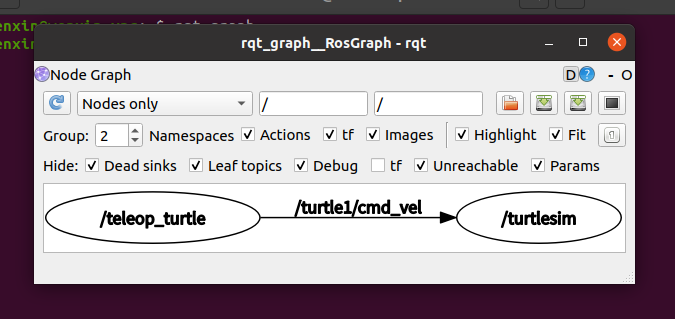 rqt_graph__RosGraph - rqt
Node Graph
D
?
- O
Nodes only
/
/
Group: 2 Namespaces Actions tf Images Highlight Fit
Hide: Dead sinks Leaf topics Debug tf Unreachable Params
/teleop_turtle
/turtle1/cmd_vel
/turtlesim